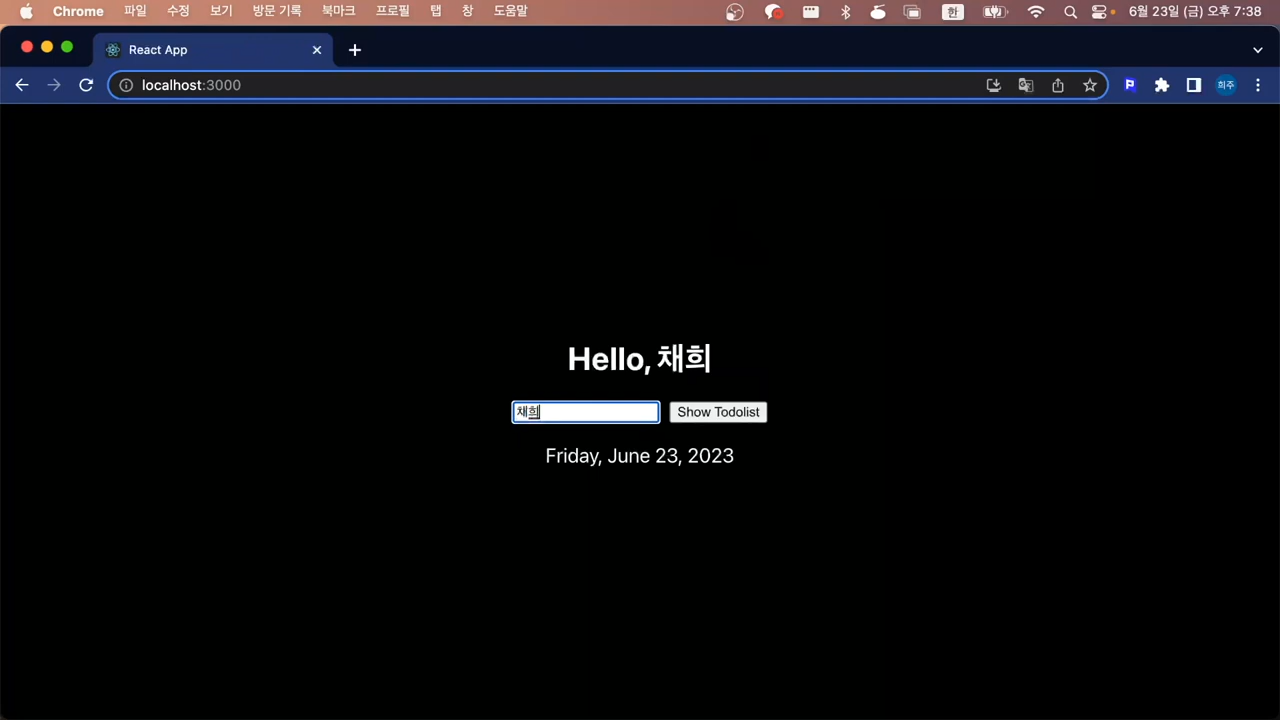 Chrome 파일 수정 보기 방문 기록 북마크 프로필 탭 창 도움말 한 6월 23일 (금) 오후 7:38
React App
localhost:3000 희주
Hello, 채희
채희 Show Todolist
Friday, June 23, 2023